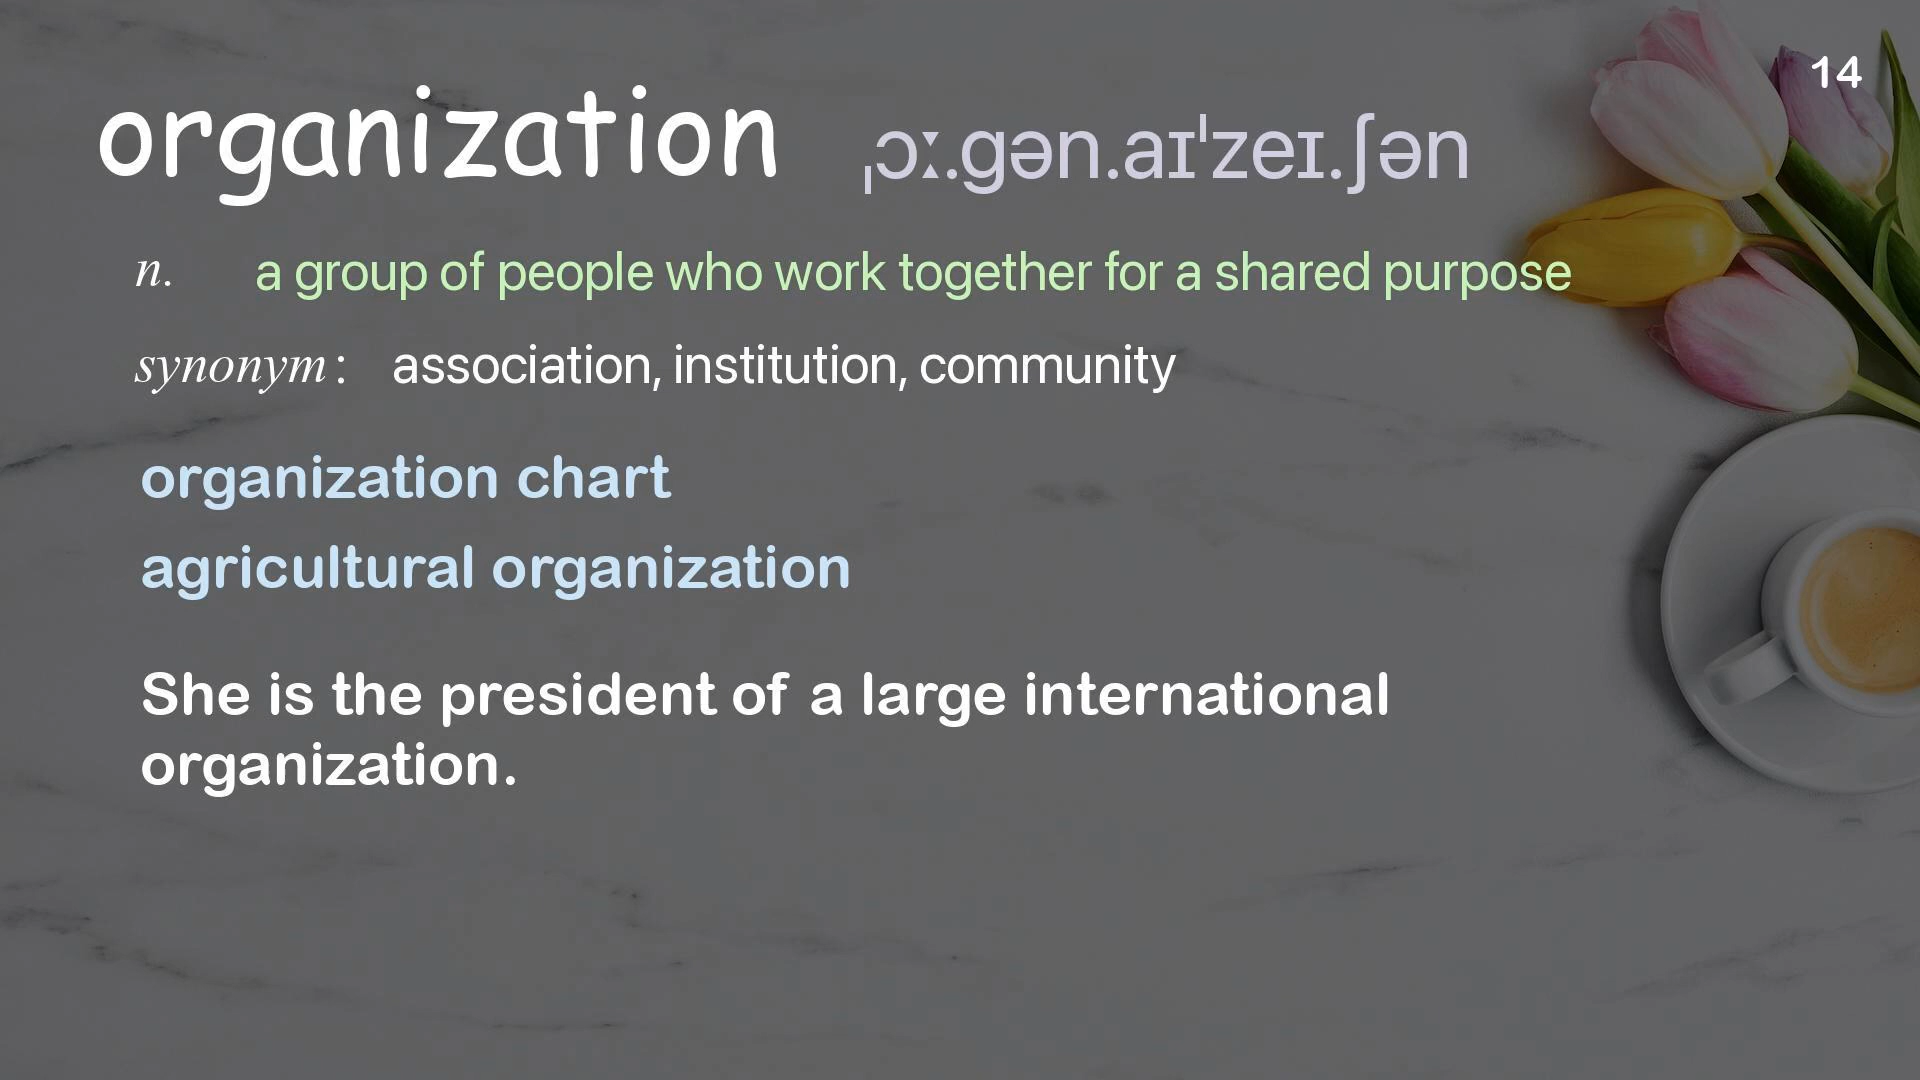 14
organization ˌɔː.gən.aɪˈzeɪ.ʃən
n. a group of people who work together for a shared purpose
synonym : association, institution, community
organization chart
agricultural organization
She is the president of a large international
organization.